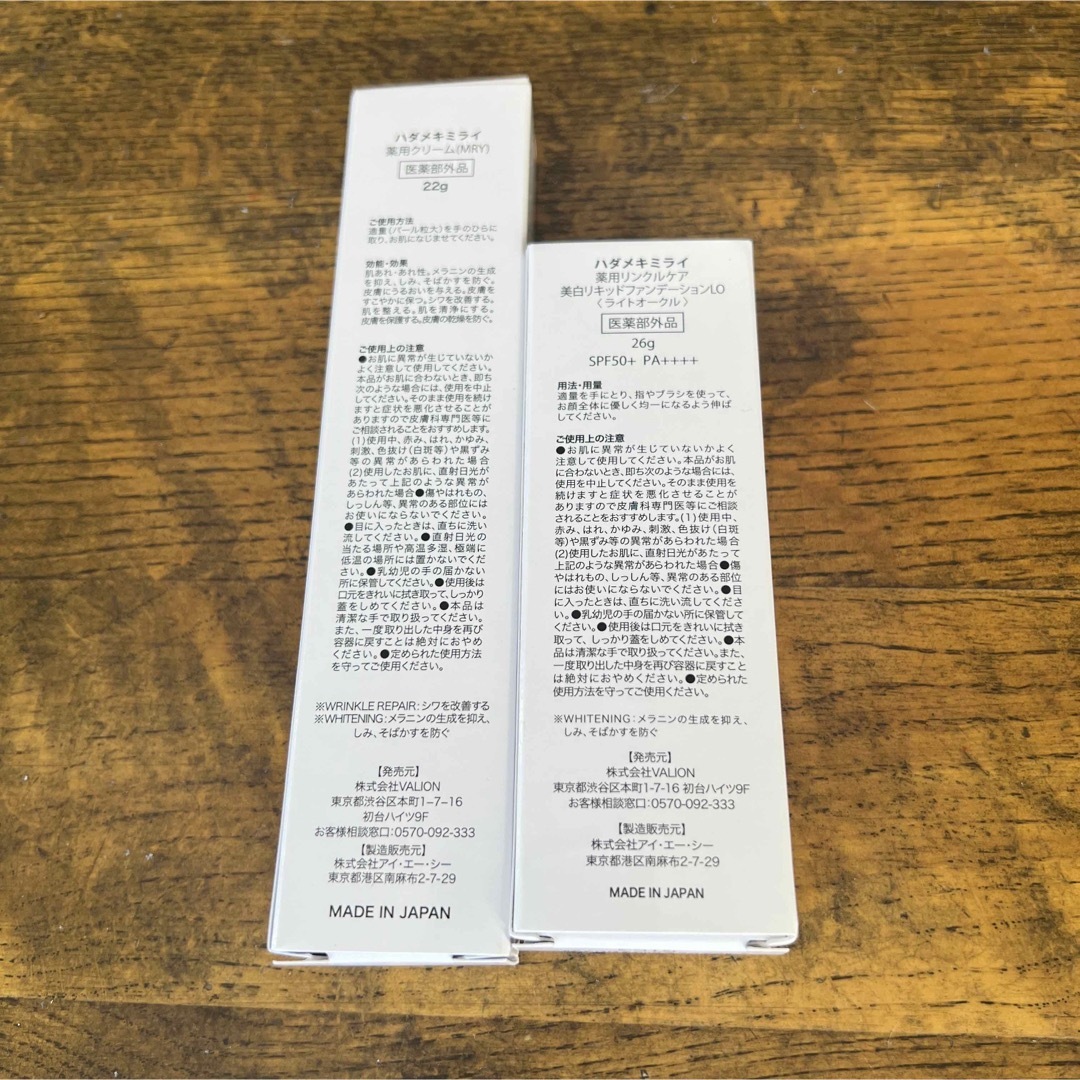 ハダメキミライ
薬用クリーム(MRY)
医薬部外品
22g
ご使用方法
適量(パール粒大)を手のひらに
取り、お肌になじませてください。
効能・効果
肌あれ・あれ性。メラニンの生成
を抑え、しみ、そばかすを防ぐ。
皮膚にうるおいを与える。皮膚を
すこやかに保つ。シワを改善する。
肌を整える。肌を清浄にする。
皮膚を保護する。皮膚の乾燥を防ぐ。
ご使用上の注意
●お肌に異常が生じていないか
よく注意して使用してください。
本品がお肌に合わないとき、即ち
次のような場合には、使用を中止
してください。そのまま使用を続け
ますと症状を悪化させることが
ありますので皮膚科専門医等に
ご相談されることをおすすめします。
(1)使用中、赤み、はれ、かゆみ、
刺激、色抜け(白斑等)や黒ずみ
等の異常があらわれた場合
(2)使用したお肌に、直射日光が
あたって上記のような異常が
あらわれた場合●傷やはれもの、
しっしん等、異常のある部位には
お使いにならないでください。
●目に入ったときは、直ちに洗い
流してください。●直射日光の
当たる場所や高温多湿、極端に
低温の場所には置かないでくだ
さい。●乳幼児の手の届かない
所に保管してください。●使用後は
口元をきれいに拭き取って、しっかり
蓋をしめてください。●本品は
清潔な手で取り扱ってください。
また、一度取り出した中身を再び
容器に戻すことは絶対におやめ
ください。●定められた使用方法
を守ってご使用ください。
※WRINKLE REPAIR:シワを改善する
※WHITENING:メラニンの生成を抑え、
しみ、そばかすを防ぐ
【発売元】
株式会社VALION
東京都渋谷区本町1-7-16
初台ハイツ9F
お客様相談窓口:0570-092-333
【製造販売元】
株式会社アイ・エー・シー
東京都港区南麻布2-7-29
MADE IN JAPAN
ハダメキミライ
薬用リンクルケア
美白リキッドファンデーションLO
〈ライトオークル〉
医薬部外品
26g
SPF50+ PA++++
用法・用量
適量を手にとり、指やブラシを使って、
お顔全体に優しく均一になるよう伸ば
してください。
ご使用上の注意
●お肌に異常が生じていないかよく
注意して使用してください。本品がお肌
に合わないとき、即ち次のような場合には、
使用を中止してください。そのまま使用を
続けますと症状を悪化させることが
ありますので皮膚科専門医等にご相談
されることをおすすめします。(1)使用中、
赤み、はれ、かゆみ、刺激、色抜け(白斑
等)や黒ずみ等の異常があらわれた場合
(2)使用したお肌に、直射日光があたって
上記のような異常があらわれた場合●傷
やはれもの、しっしん等、異常のある部位
にはお使いにならないでください。●目
に入ったときは、直ちに洗い流してくださ
い。●乳幼児の手の届かない所に保管して
ください。●使用後は口元をきれいに拭き
取って、しっかり蓋をしめてください。●本
品は清潔な手で取り扱ってください。また、
一度取り出した中身を再び容器に戻すこと
は絶対におやめください。●定められた
使用方法を守ってご使用ください。
※WHITENING:メラニンの生成を抑え、
しみ、そばかすを防ぐ
【発売元】
株式会社VALION
東京都渋谷区本町1-7-16 初台ハイツ9F
お客様相談窓口:0570-092-333
【製造販売元】
株式会社アイ・エー・シー
東京都港区南麻布2-7-29
MADE IN JAPAN